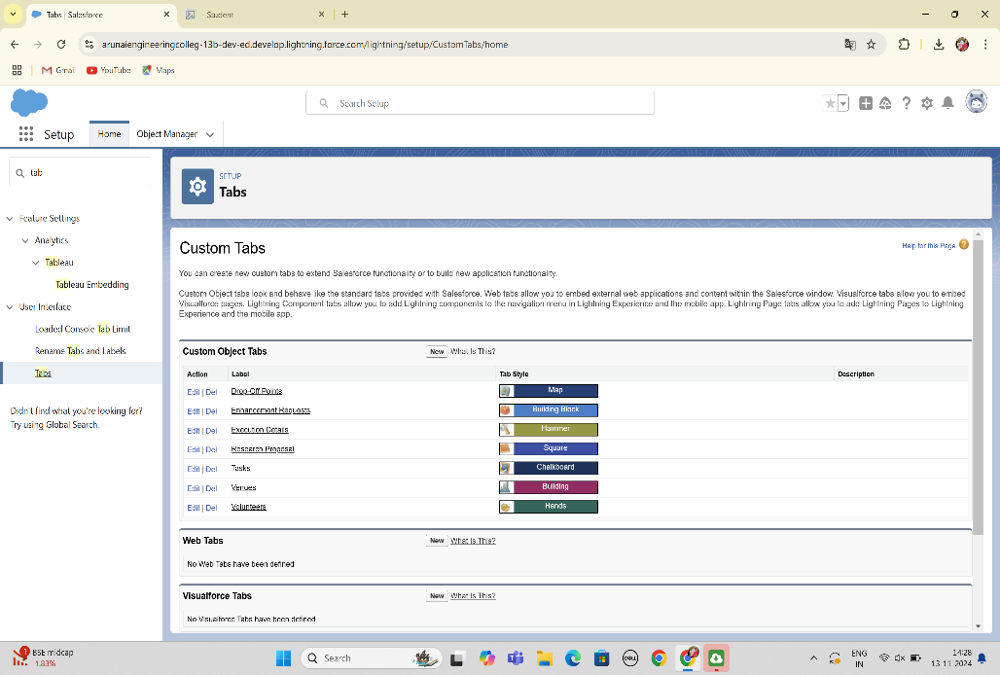 Tabs | Salesforce
Student
arunaiengineeringcolleg-13b-dev-ed.develop.lightning.force.com/lightning/setup/CustomTabs/home
Gmail
YouTube
Maps
Search Setup
Setup
Home
Object Manager
tab
Feature Settings
Analytics
Tableau
Tableau Embedding
User Interface
Loaded Console Tab Limit
Rename Tabs and Labels
Tabs
Didn't find what you're looking for?
Try using Global Search.
SETUP
Tabs
Custom Tabs
Help for this Page
You can create new custom tabs to extend Salesforce functionality or to build new application functionality.
Custom Object tabs look and behave like the standard tabs provided with Salesforce. Web tabs allow you to embed external web applications and content within the Salesforce window. Visualforce tabs allow you to embed
Visualforce pages. Lightning Component tabs allow you to add Lightning components to the navigation menu in Lightning Experience and the mobile app. Lightning Page tabs allow you to add Lightning Pages to Lightning
Experience and the mobile app.
Custom Object Tabs New What Is This?
Action Label Tab Style Description
Edit | Del Drop-Off Points Map
Edit | Del Enhancement Requests Building Block
Edit | Del Execution Details Hammer
Edit | Del Research Proposal Square
Edit | Del Tasks Chalkboard
Edit | Del Venues Building
Edit | Del Volunteers Hands
Web Tabs New What Is This?
No Web Tabs have been defined
Visualforce Tabs New What Is This?
No Visualforce Tabs have been defined
1
BSE midcap
-1.83%
Search
DELL
ENG
IN
14:28
13-11-2024